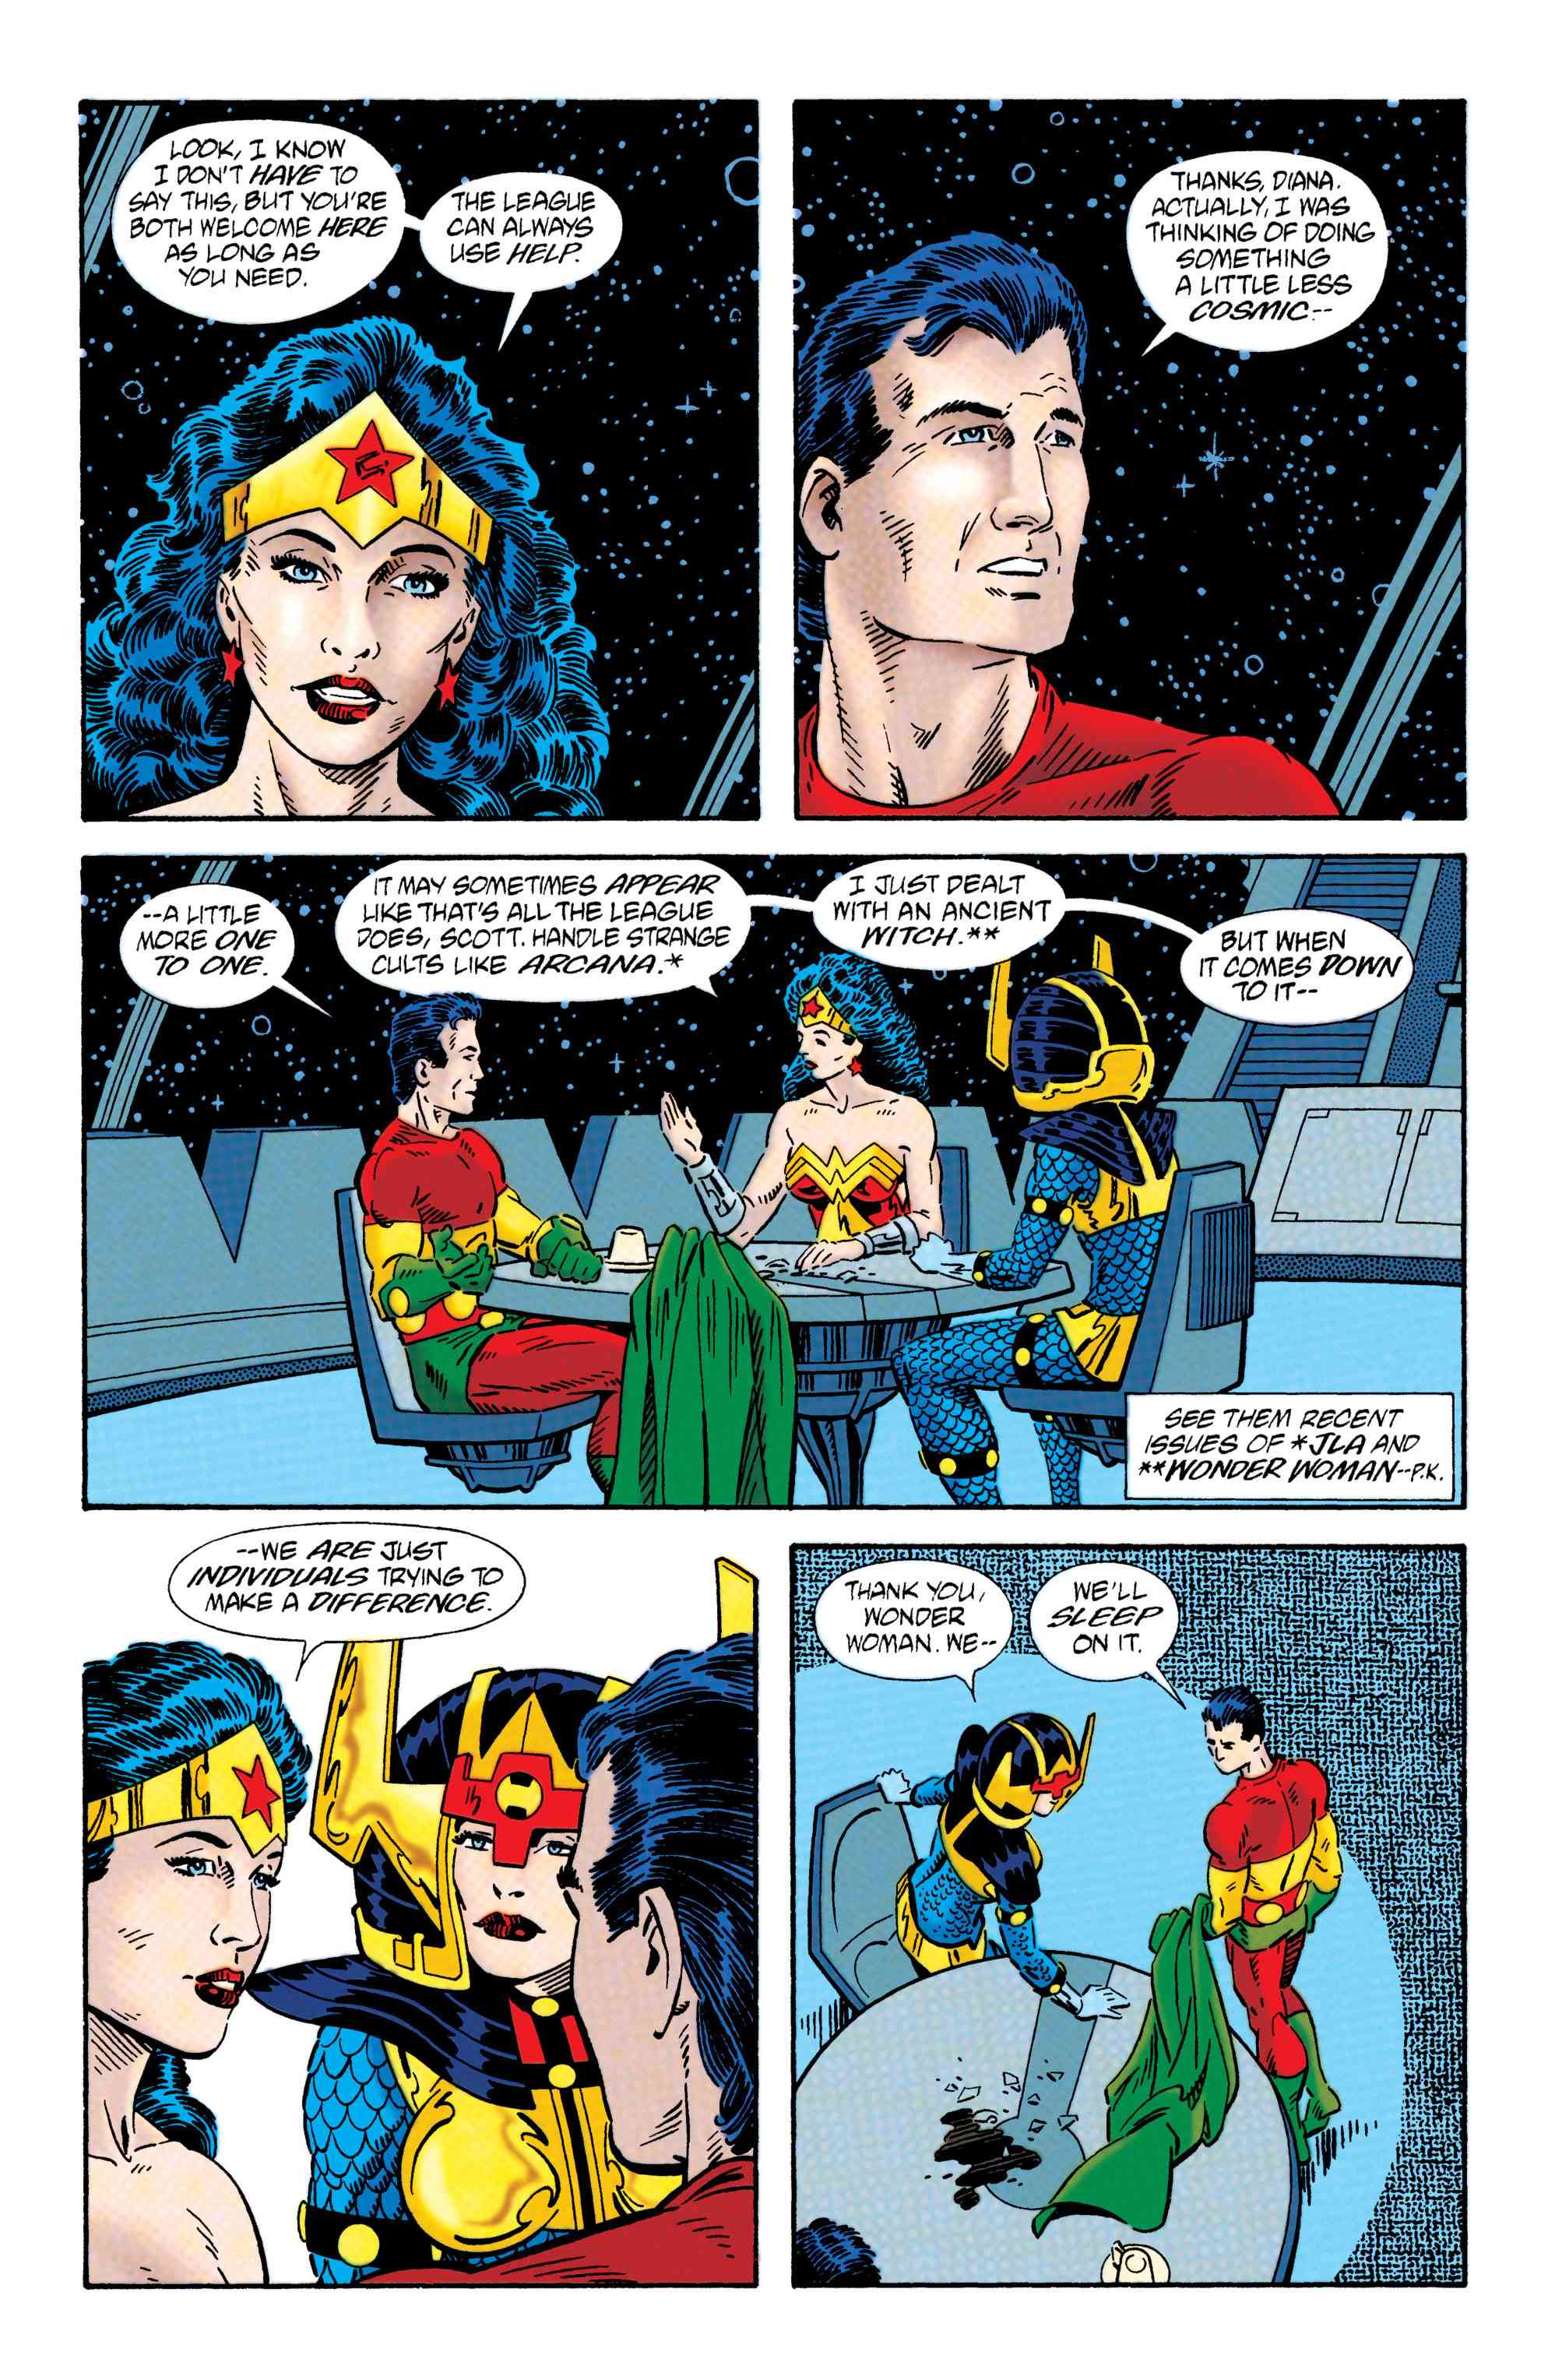 LOOK, I KNOW
I DON'T HAVE TO
SAY THIS, BUT YOU'RE
BOTH WELCOME HERE
AS LONG AS
YOU NEED.
THE LEAGUE
CAN ALWAYS
USE HELP.
THANKS, DIANA.
ACTUALLY, I WAS
THINKING OF DOING
SOMETHING
A LITTLE LESS
COSMIC--
--A LITTLE
MORE ONE
TO ONE.
IT MAY SOMETIMES APPEAR
LIKE THAT'S ALL THE LEAGUE
DOES, SCOTT. HANDLE STRANGE
CULTS LIKE ARCANA.*
I JUST DEALT
WITH AN ANCIENT
WITCH.**
BUT WHEN
IT COMES DOWN
TO IT--
SEE THEM RECENT
ISSUES OF *JLA AND
**WONDER WOMAN--P.K.
--WE ARE JUST
INDIVIDUALS TRYING TO
MAKE A DIFFERENCE.
THANK YOU,
WONDER
WOMAN. WE--
WE'LL
SLEEP
ON IT.